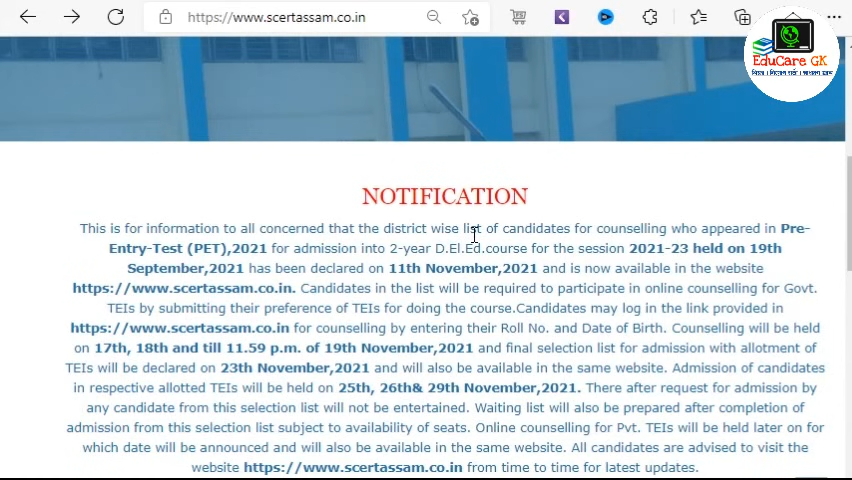 https://www.scertassam.co.in
EduCare GK
NOTIFICATION
This is for information to all concerned that the district wise list of candidates for counselling who appeared in Pre-
Entry-Test (PET),2021 for admission into 2-year D.El.Ed.course for the session 2021-23 held on 19th
September,2021 has been declared on 11th November,2021 and is now available in the website
https://www.scertassam.co.in. Candidates in the list will be required to participate in online counselling for Govt.
TEIs by submitting their preference of TEIs for doing the course.Candidates may log in the link provided in
https://www.scertassam.co.in for counselling by entering their Roll No. and Date of Birth. Counselling will be held
on 17th, 18th and till 11.59 p.m. of 19th November,2021 and final selection list for admission with allotment of
TEIs will be declared on 23th November,2021 and will also be available in the same website. Admission of candidates
in respective allotted TEIs will be held on 25th, 26th& 29th November,2021. There after request for admission by
any candidate from this selection list will not be entertained. Waiting list will also be prepared after completion of
admission from this selection list subject to availability of seats. Online counselling for Pvt. TEIs will be held later on for
which date will be announced and will also be available in the same website. All candidates are advised to visit the
website https://www.scertassam.co.in from time to time for latest updates.